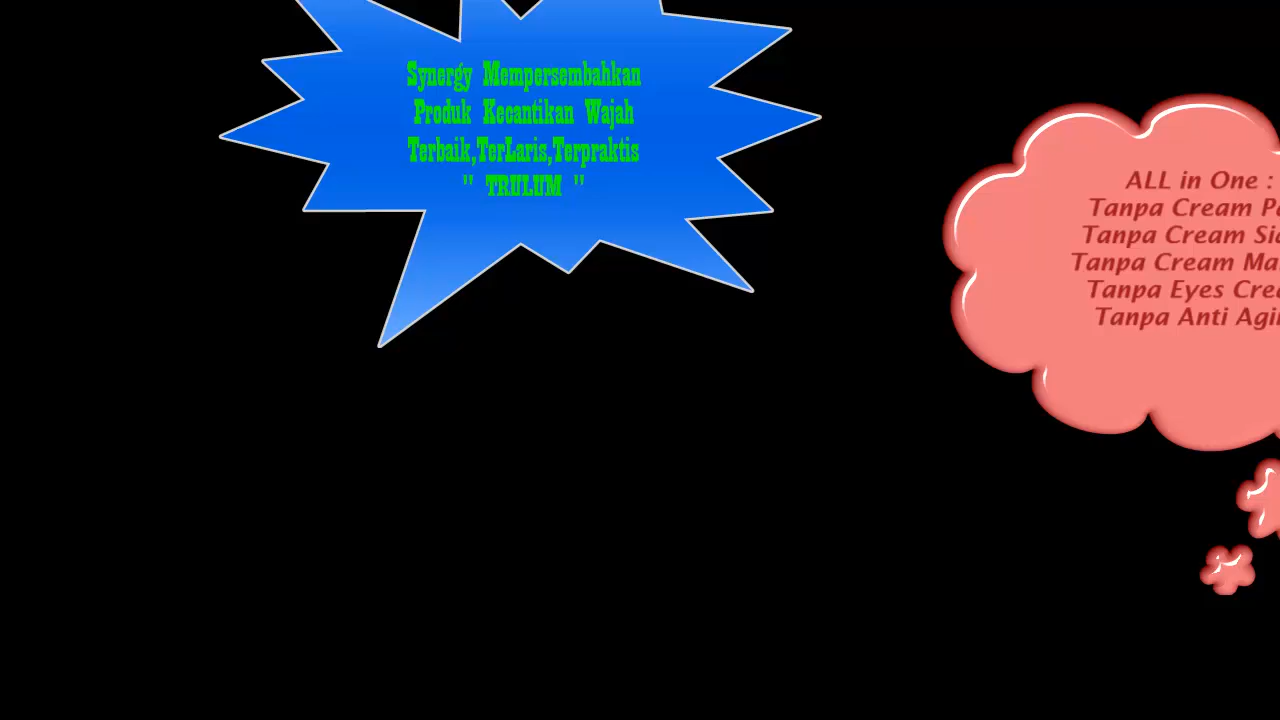 Synergy Mempersembahkan
Produk Kecantikan Wajah
Terbaik,TerLaris,Terpraktis
" TRULUM "
ALL in One :
Tanpa Cream
Tanpa Cream
Tanpa Cream
Tanpa Eyes
Tanpa Anti